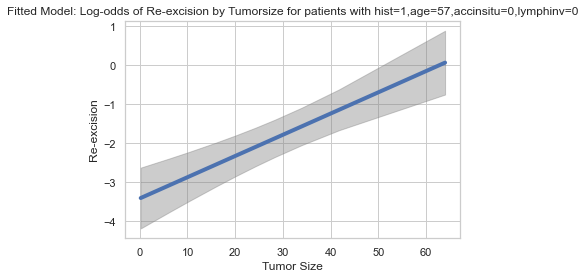 Fitted Model: Log-odds of Re-excision by Tumorsize for patients with hist=1,age=57,accinsitu=0,lymphinv=0
1
0
−1
−2
−3
−4
Re-excision
0 10 20 30 40 50 60
Tumor Size